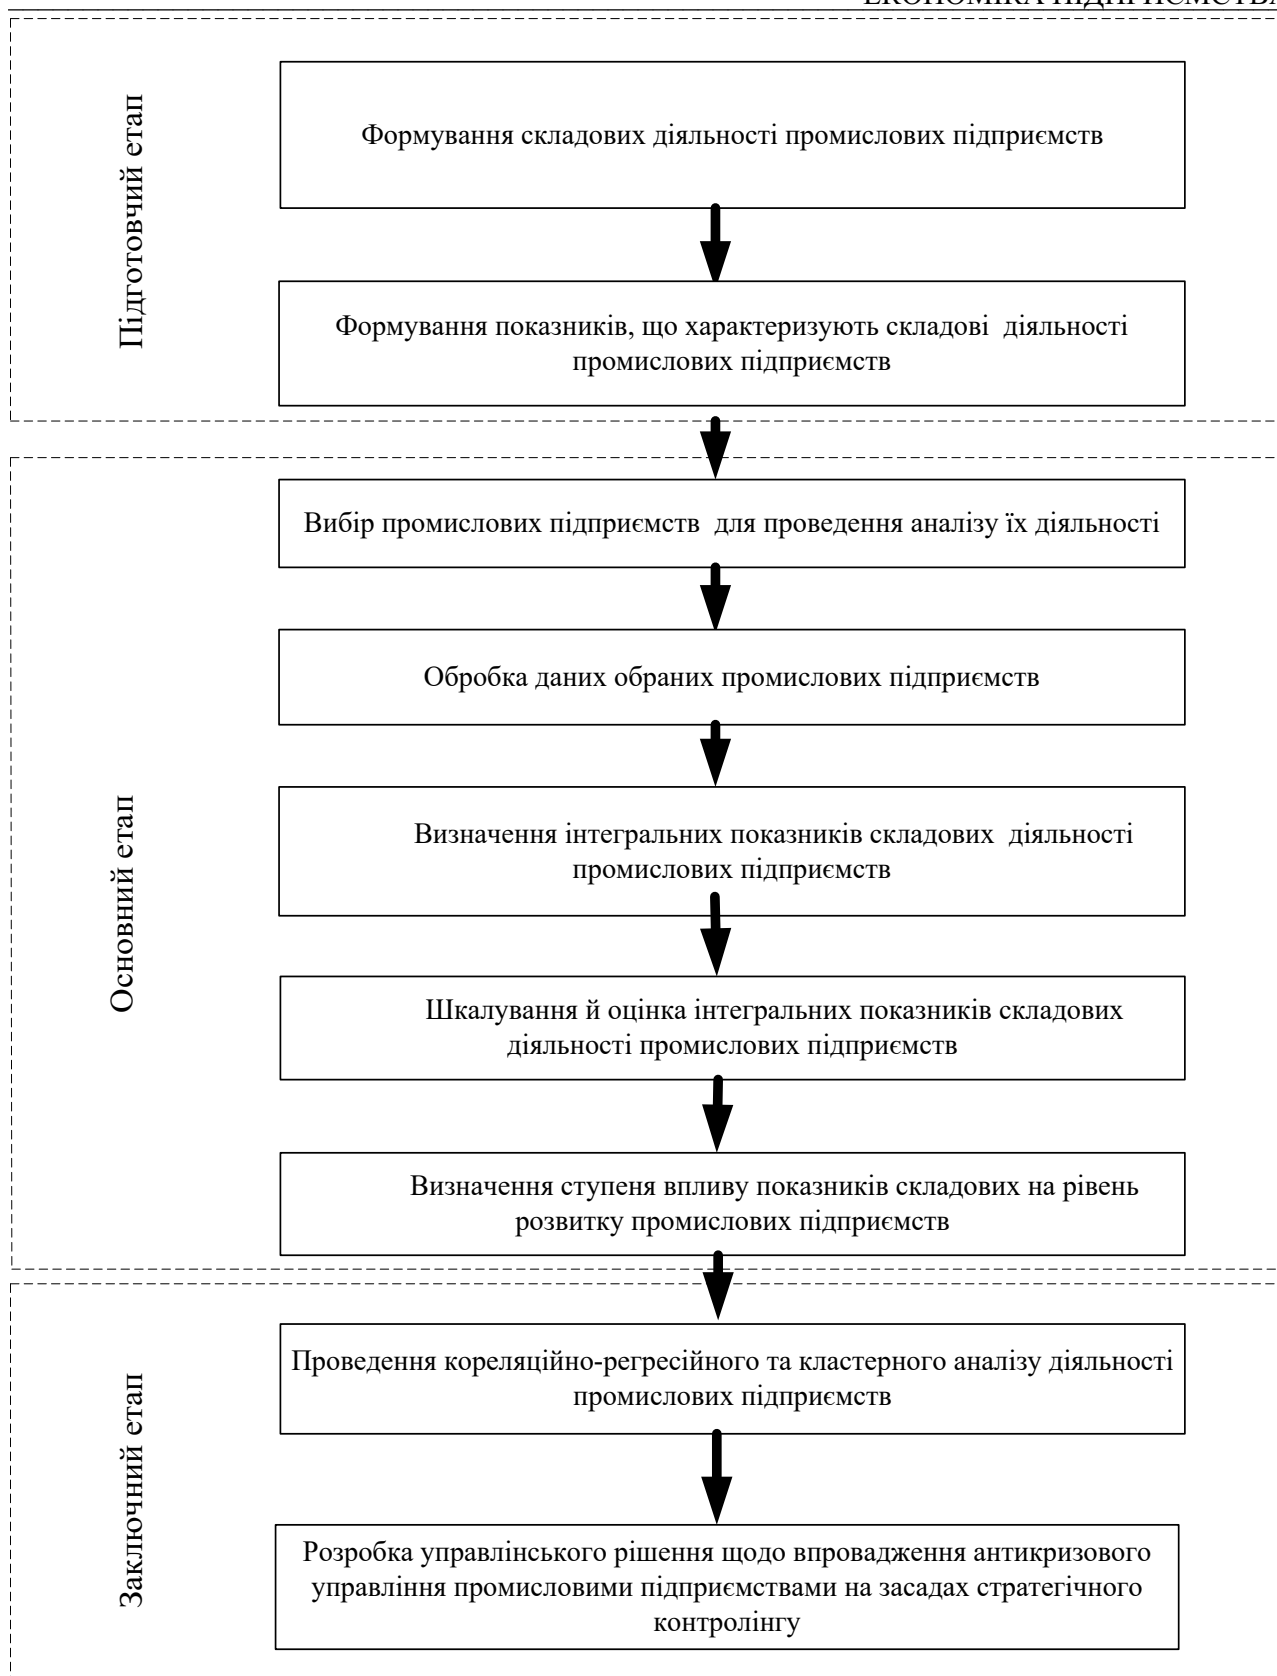 ЕКОНОМІКА ПІДПРИЄМСТВА
Підготовчий етап
Формування складових діяльності промислових підприємств
Формування показників, що характеризують складові діяльності
промислових підприємств
Основний етап
Вибір промислових підприємств для проведення аналізу їх діяльності
Обробка даних обраних промислових підприємств
Визначення інтегральних показників складових діяльності
промислових підприємств
Шкалування й оцінка інтегральних показників складових
діяльності промислових підприємств
Визначення ступеня впливу показників складових на рівень
розвитку промислових підприємств
Заключний етап
Проведення кореляційно-регресійного та кластерного аналізу діяльності
промислових підприємств
Розробка управлінського рішення щодо впровадження антикризового
управління промисловими підприємствами на засадах стратегічного
контролінгу